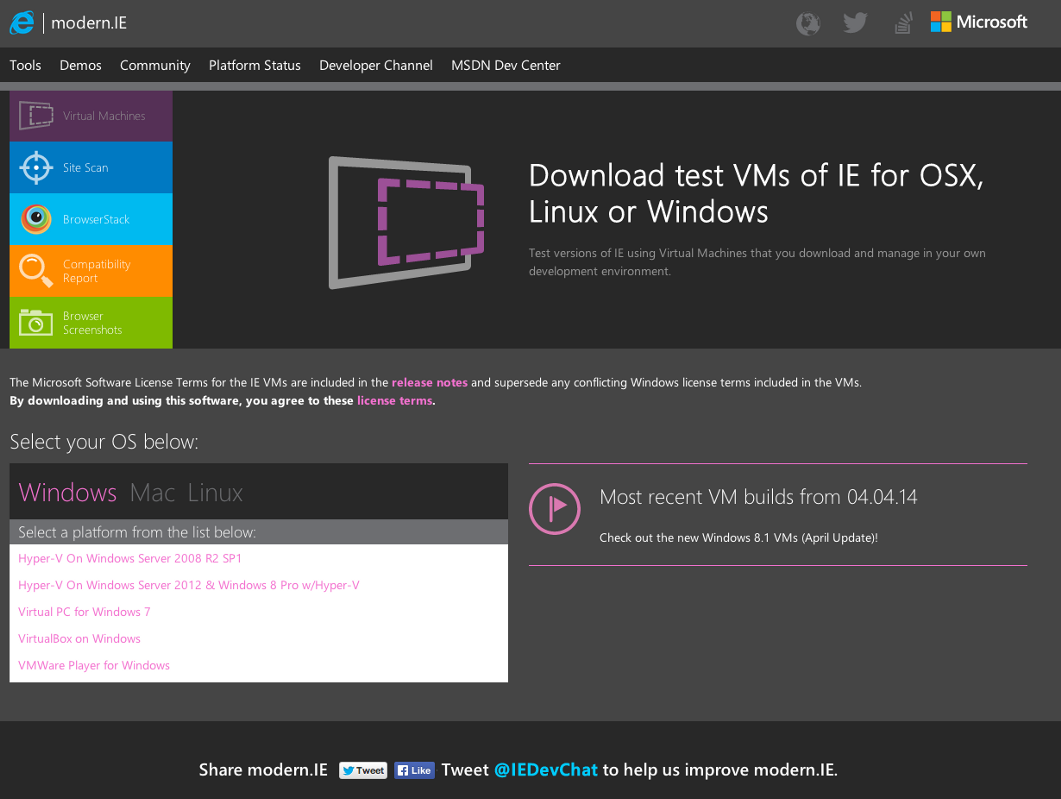 modern.IE
Microsoft
Tools Demos Community Platform Status Developer Channel MSDN Dev Center
Virtual Machines
Site Scan
BrowserStack
Compatibility
Report
Browser
Screenshots
Download test VMs of IE for OSX,
Linux or Windows
Test versions of IE using Virtual Machines that you download and manage in your own
development environment.
The Microsoft Software License Terms for the IE VMs are included in the release notes and supersede any conflicting Windows license terms included in the VMs.
By downloading and using this software, you agree to these license terms.
Select your OS below:
Windows Mac Linux
Select a platform from the list below:
Hyper-V On Windows Server 2008 R2 SP1
Hyper-V On Windows Server 2012 & Windows 8 Pro w/Hyper-V
Virtual PC for Windows 7
VirtualBox on Windows
VMWare Player for Windows
Most recent VM builds from 04.04.14
Check out the new Windows 8.1 VMs (April Update)!
Share modern.IE Tweet Like Tweet @IEDevChat to help us improve modern.IE.